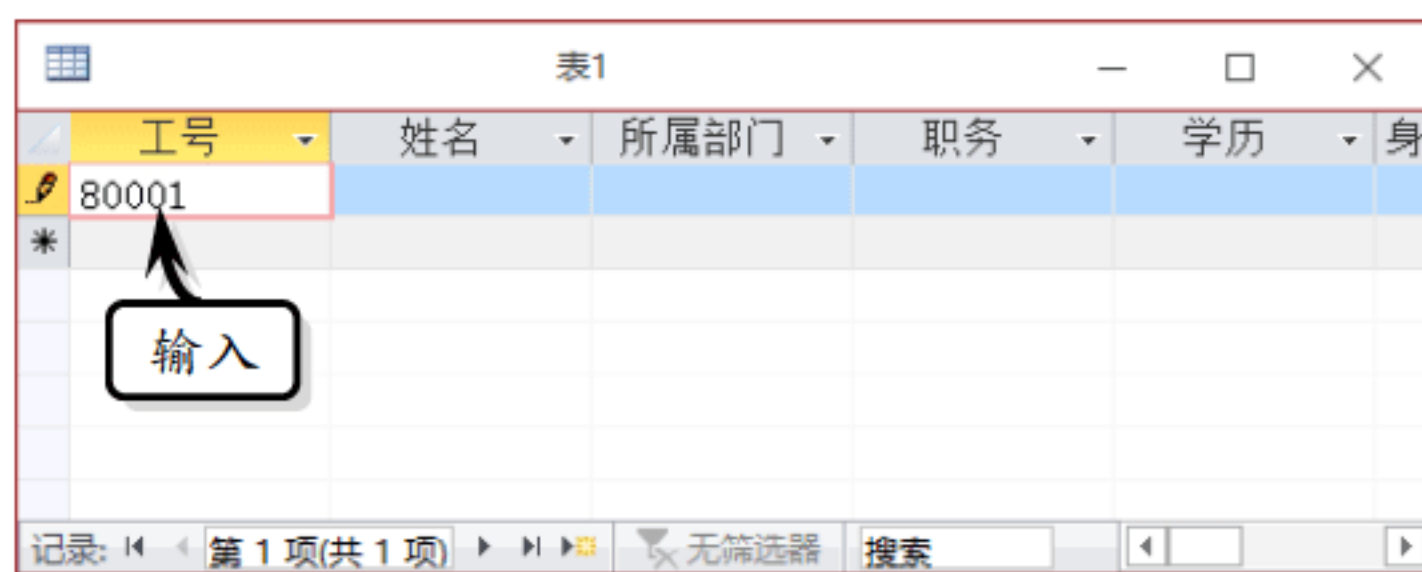 表1
工号 姓名 所属部门 职务 学历 身
80001
输入
记录: 第 1 项(共 1 项) 无筛选器 搜索